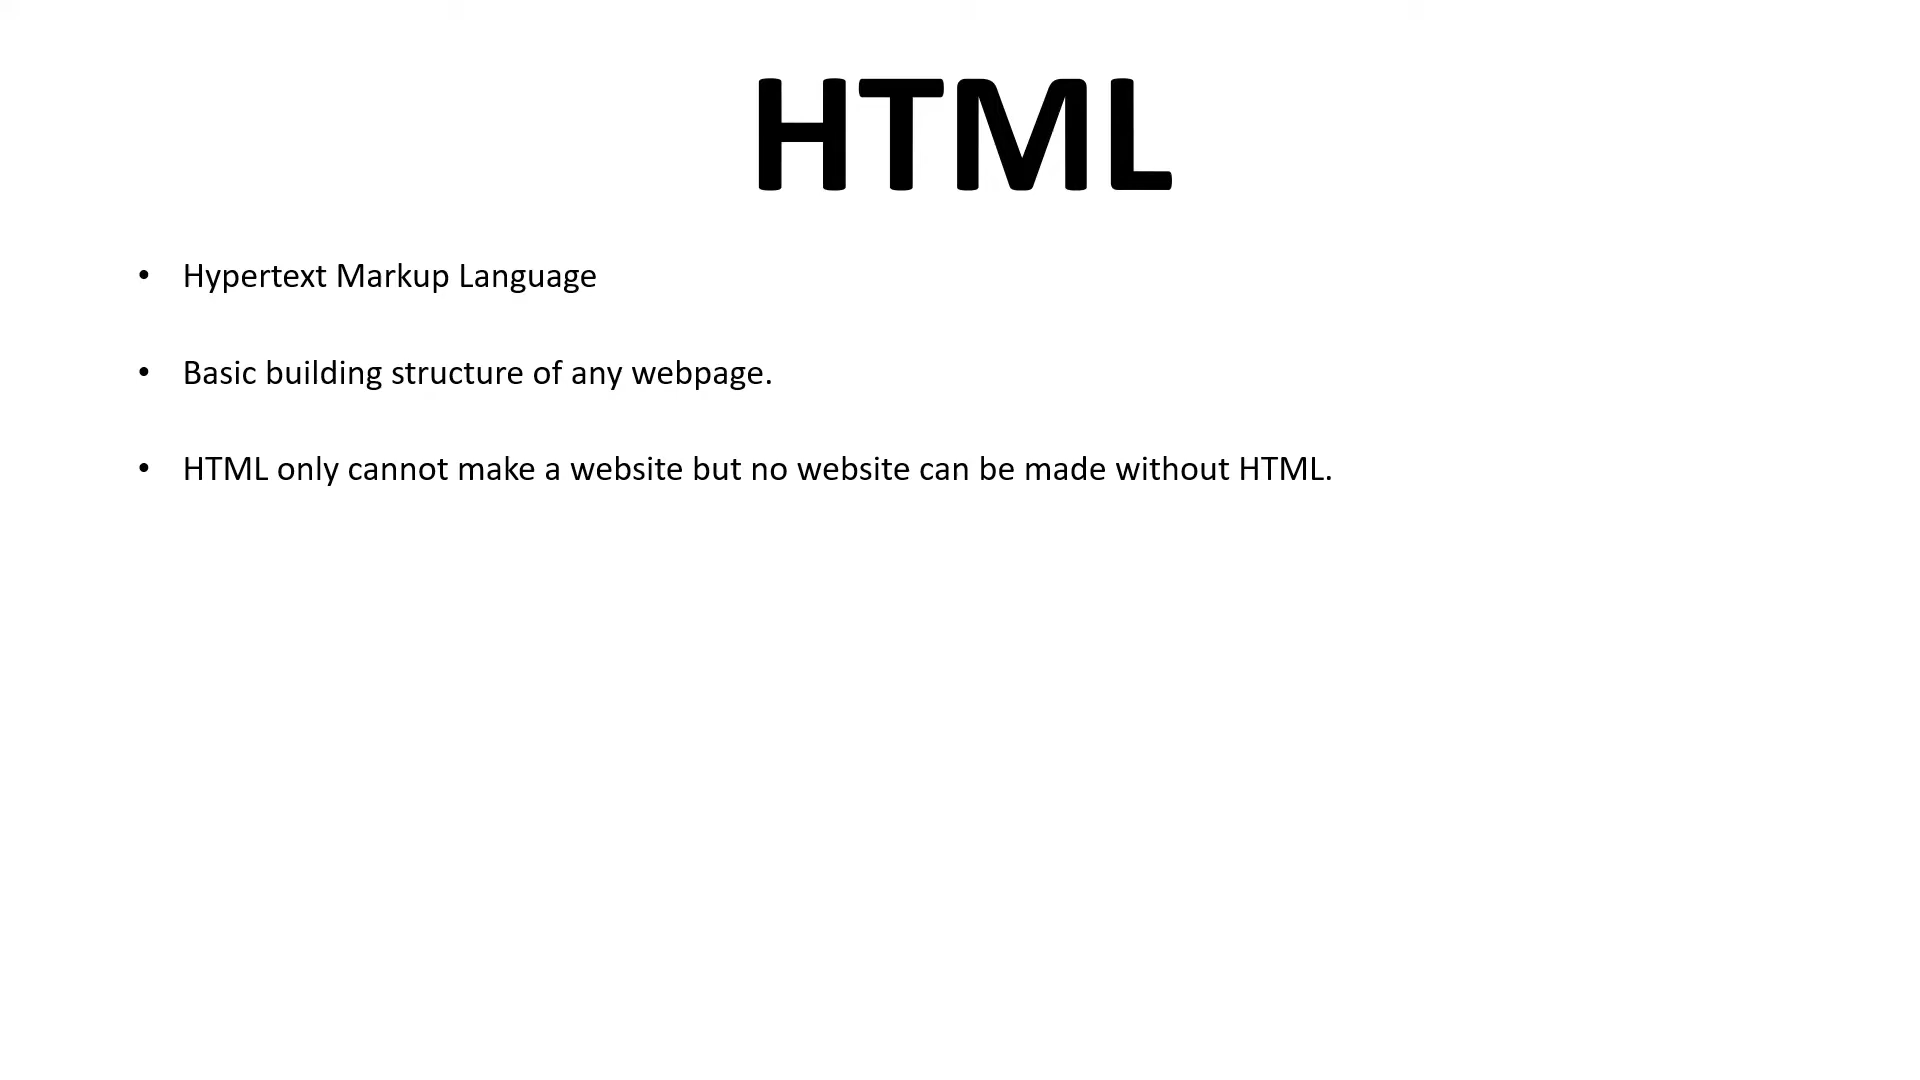 HTML
• Hypertext Markup Language
• Basic building structure of any webpage.
• HTML only cannot make a website but no website can be made without HTML.